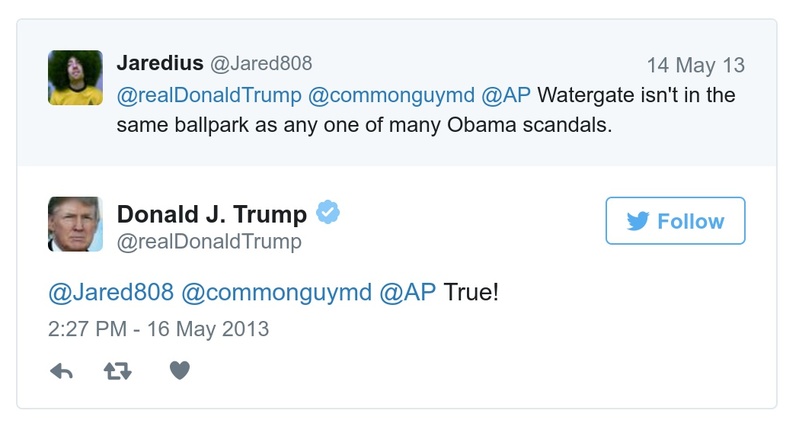 Jaredius @Jared808 14 May 13
@realDonaldTrump @commonguymd @AP Watergate isn't in the
same ballpark as any one of many Obama scandals.
Donald J. Trump
@realDonaldTrump
Follow
@Jared808 @commonguymd @AP True!
2:27 PM - 16 May 2013